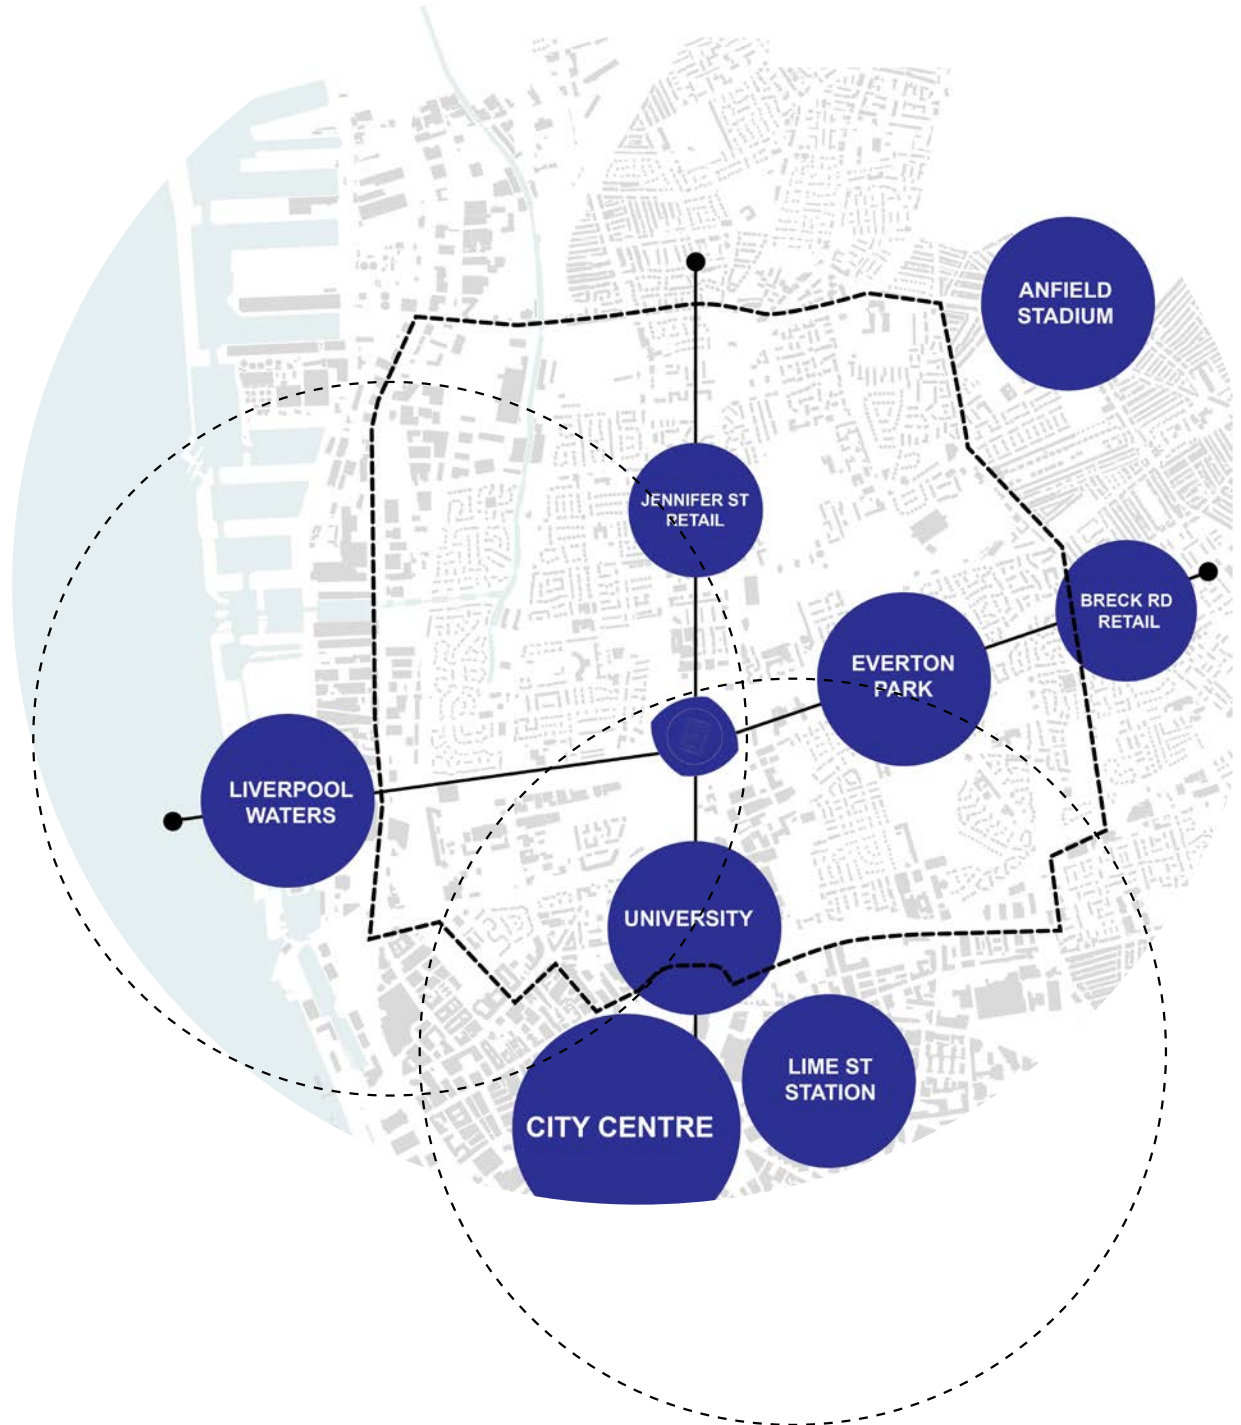 ANFIELD
STADIUM
JENNIFER ST
RETAIL
BRECK RD
RETAIL
EVERTON
PARK
LIVERPOOL
WATERS
UNIVERSITY
LIME ST
STATION
CITY CENTRE